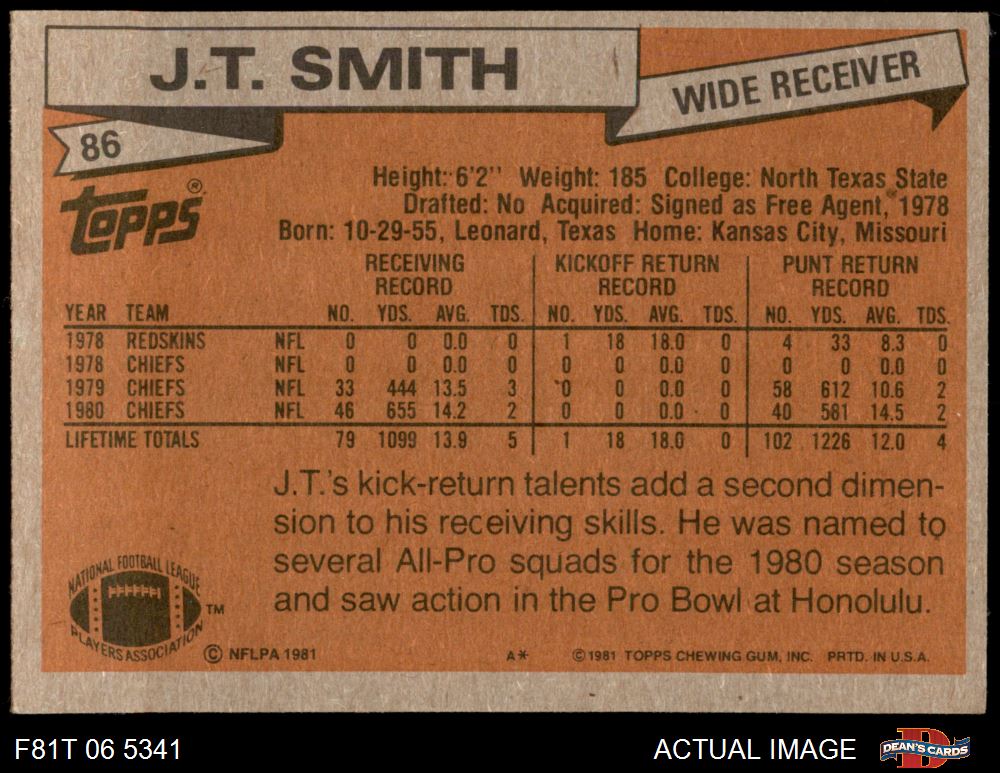 J.T. SMITH
WIDE RECEIVER
86
TOPPS®
Height: 6'2'' Weight: 185 College: North Texas State
Drafted: No Acquired: Signed as Free Agent, 1978
Born: 10-29-55, Leonard, Texas Home: Kansas City, Missouri
RECEIVING RECORD KICKOFF RETURN RECORD PUNT RETURN RECORD
YEAR TEAM NO. YDS. AVG. TDS. NO. YDS. AVG. TDS. NO. YDS. AVG. TDS.
1978 REDSKINS NFL 0 0 0.0 0 1 18 18.0 0 4 33 8.3 0
1978 CHIEFS NFL 0 0 0.0 0 0 0 0.0 0 0 0 0.0 0
1979 CHIEFS NFL 33 444 13.5 3 0 0 0.0 0 58 612 10.6 2
1980 CHIEFS NFL 46 655 14.2 2 0 0 0.0 0 40 581 14.5 2
LIFETIME TOTALS 79 1099 13.9 5 1 18 18.0 0 102 1226 12.0 4
J.T.'s kick-return talents add a second dimen-
sion to his receiving skills. He was named to
several All-Pro squads for the 1980 season
and saw action in the Pro Bowl at Honolulu.
NATIONAL FOOTBALL LEAGUE
PLAYERS ASSOCIATION
TM
© NFLPA 1981 A* © 1981 TOPPS CHEWING GUM, INC. PRTD. IN U.S.A.
F81T 06 5341 ACTUAL IMAGE DEAN'S CARDS